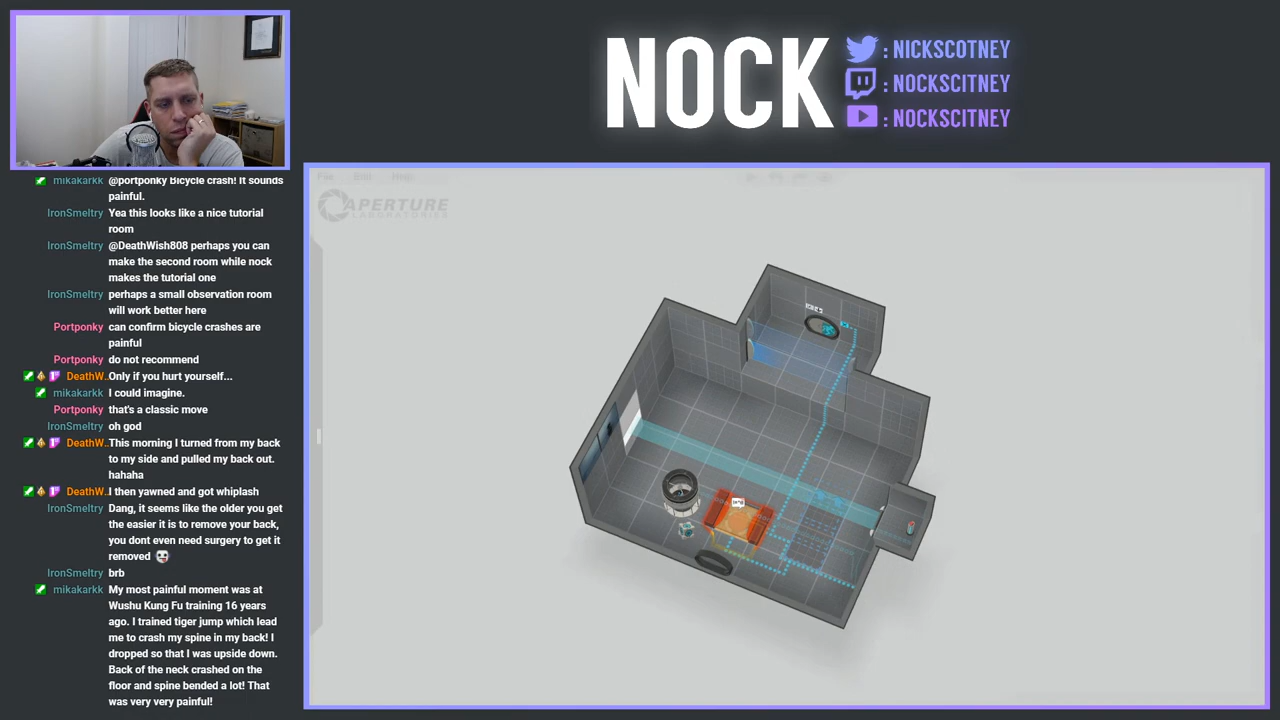 NOCK
: NICKSCOTNEY
: NOCKSCITNEY
: NOCKSCITNEY
mikakarkk @portponky Bicycle crash! It sounds
painful.
IronSmeltry Yea this looks like a nice tutorial
room
IronSmeltry @DeathWish808 perhaps you can
make the second room while nock
makes the tutorial one
IronSmeltry perhaps a small observation room
will work better here
Portponky can confirm bicycle crashes are
painful
Portponky do not recommend
DeathW.. Only if you hurt yourself...
mikakarkk I could imagine.
Portponky that's a classic move
IronSmeltry oh god
DeathW.. This morning I turned from my back
to my side and pulled my back out.
hahaha
DeathW.. I then yawned and got whiplash
IronSmeltry Dang, it seems like the older you
get the easier it is to remove your
back, you dont even need surgery to get it
removed
IronSmeltry brb
mikakarkk My most painful moment was at
Wushu Kung Fu training 16 years
ago. I trained tiger jump which lead
me to crash my spine in my back! I
dropped so that I was upside down.
Back of the neck crashed on the
floor and spine bended a lot! That
was very very painful!
File Edit Help
APERTURE
LABORATORIES